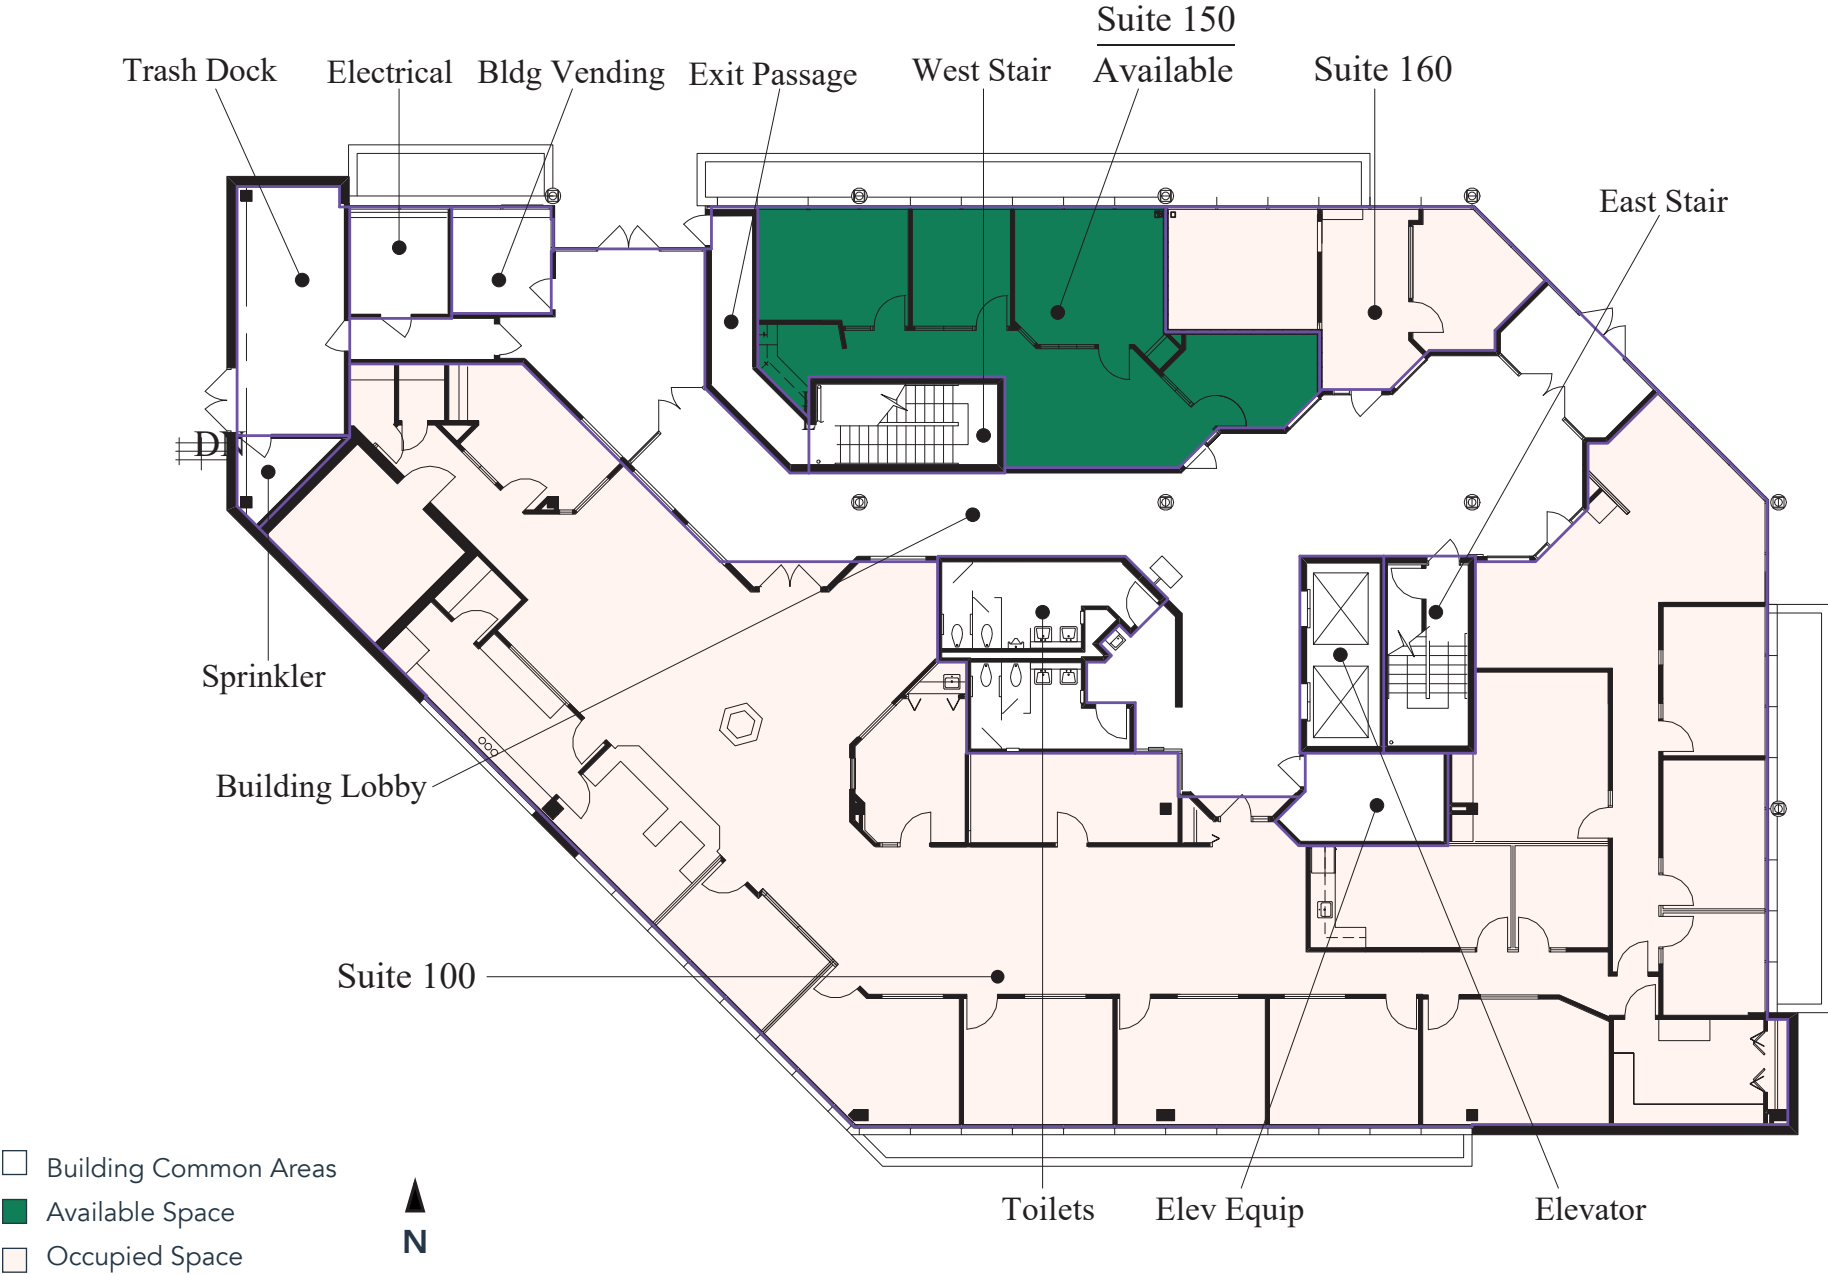 Suite 150
Trash Dock
Electrical
Bldg Vending
Exit Passage
West Stair
Available
Suite 160
East Stair
DN
Sprinkler
Building Lobby
Suite 100
Toilets
Elev Equip
Elevator
Building Common Areas
Available Space
Occupied Space
N